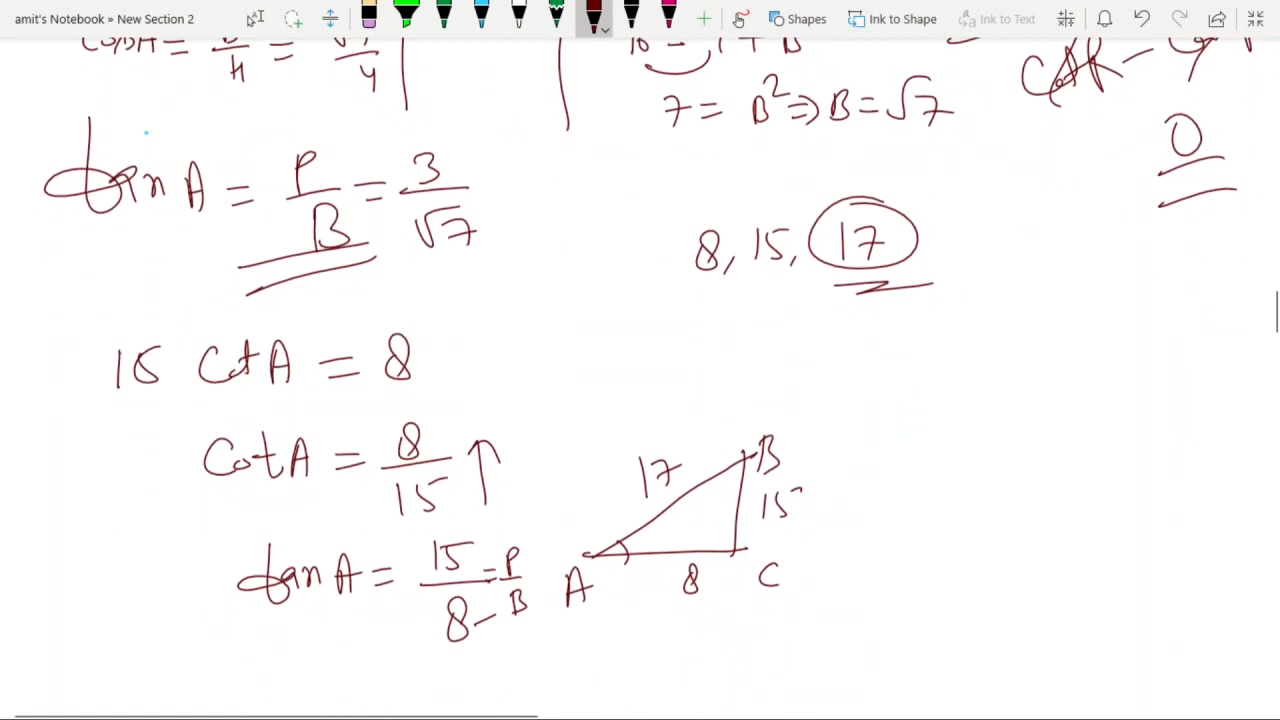 amit's Notebook » New Section 2
Shapes
Ink to Shape
Ink to Text
16 =
7 = B² ⇒ B = √7
0
tan A = P/B = 3/√7
8, 15, 17
15 Cot A = 8
Cot A = 8/15 ↑
tan A = 15/8 = P/B
17
B
15
A
8
C